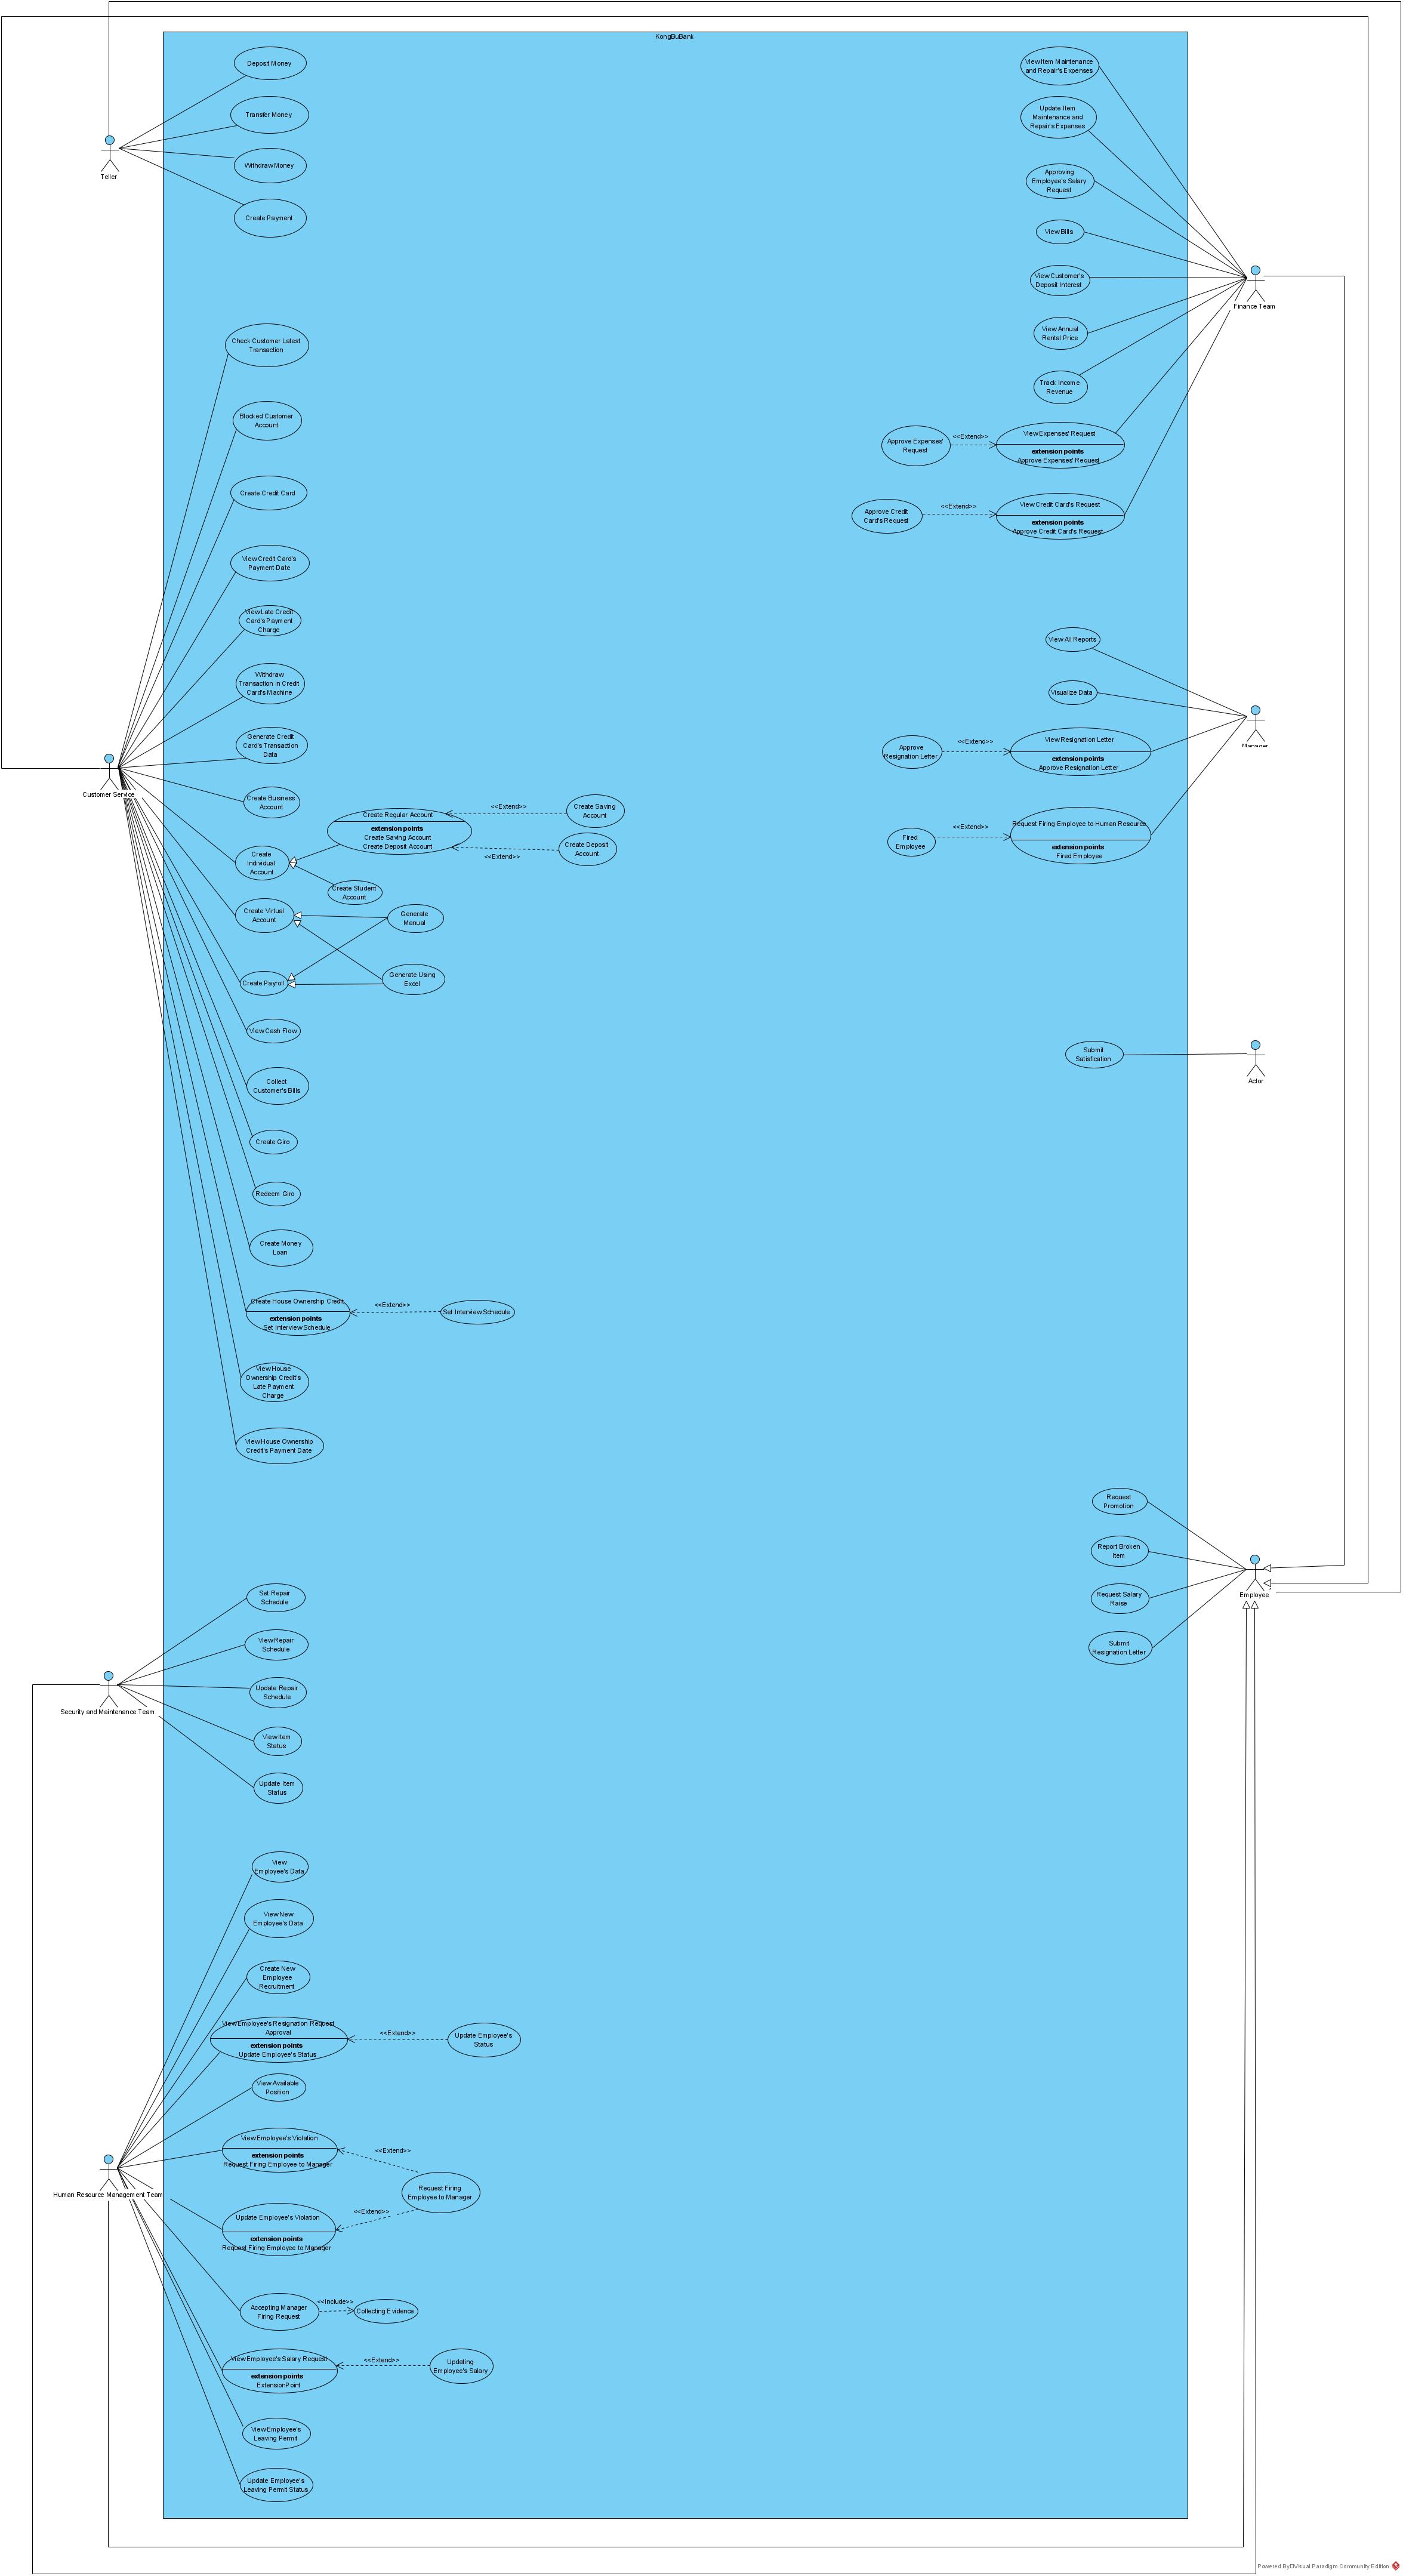 KongBuBank
Deposit Money
Transfer Money
Withdraw Money
Create Payment
Teller
Check Customer Latest
Transaction
Blocked Customer
Account
Create Credit Card
View Credit Card's
Payment Date
View Late Credit
Card's Payment
Charge
Withdraw
Transaction in Credit
Card's Machine
Generate Credit
Card's Transaction
Data
Customer Service
Create Business
Account
Create Regular Account
extension points
Create Saving Account
Create Deposit Account
<<Extend>>
Create Saving
Account
<<Extend>>
Create Deposit
Account
Create
Individual
Account
Create Student
Account
Create Virtual
Account
Generate
Manual
Create Payroll
Generate Using
Excel
View Cash Flow
Collect
Customer's Bills
Create Giro
Redeem Giro
Create Money
Loan
Create House Ownership Credit
extension points
Set Interview Schedule
<<Extend>>
Set Interview Schedule
View House
Ownership Credit's
Late Payment
Charge
View House Ownership
Credit's Payment Date
Set Repair
Schedule
View Repair
Schedule
Update Repair
Schedule
Security and Maintenance Team
View Item
Status
Update Item
Status
View
Employee's Data
View New
Employee's Data
Create New
Employee
Recruitment
View Employee's Resignation Request
Approval
extension points
Update Employee's Status
<<Extend>>
Update Employee's
Status
View Available
Position
View Employee's Violation
extension points
Request Firing Employee to Manager
<<Extend>>
Request Firing
Employee to Manager
Human Resource Management Team
<<Extend>>
Update Employee's Violation
extension points
Request Firing Employee to Manager
Accepting Manager
Firing Request
<<Include>>
Collecting Evidence
View Employee's Salary Request
extension points
ExtensionPoint
<<Extend>>
Updating
Employee's Salary
View Employee's
Leaving Permit
Update Employee's
Leaving Permit Status
View Item Maintenance
and Repair's Expenses
Update Item
Maintenance and
Repair's Expenses
Approving
Employee's Salary
Request
View Bills
View Customer's
Deposit Interest
Finance Team
View Annual
Rental Price
Track Income
Revenue
Approve Expenses'
Request
<<Extend>>
View Expenses' Request
extension points
Approve Expenses' Request
Approve Credit
Card's Request
<<Extend>>
View Credit Card's Request
extension points
Approve Credit Card's Request
View All Reports
Visualize Data
Manager
Approve
Resignation Letter
<<Extend>>
View Resignation Letter
extension points
Approve Resignation Letter
Fired
Employee
<<Extend>>
Request Firing Employee to Human Resource
extension points
Fired Employee
Submit
Satisfication
Actor
Request
Promotion
Report Broken
Item
Request Salary
Raise
Employee
Submit
Resignation Letter
Powered By Visual Paradigm Community Edition